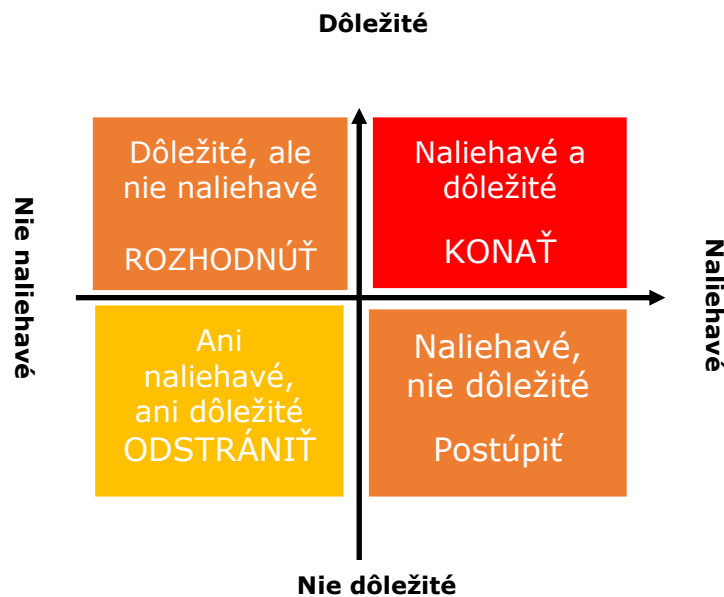 Dôležité
Dôležité, ale
nie naliehavé
ROZHODNÚŤ
Naliehavé a
dôležité
KONAŤ
Nie naliehavé
Naliehavé
Ani
naliehavé,
ani dôležité
ODSTRÁNIŤ
Naliehavé,
nie dôležité
Postúpiť
Nie dôležité